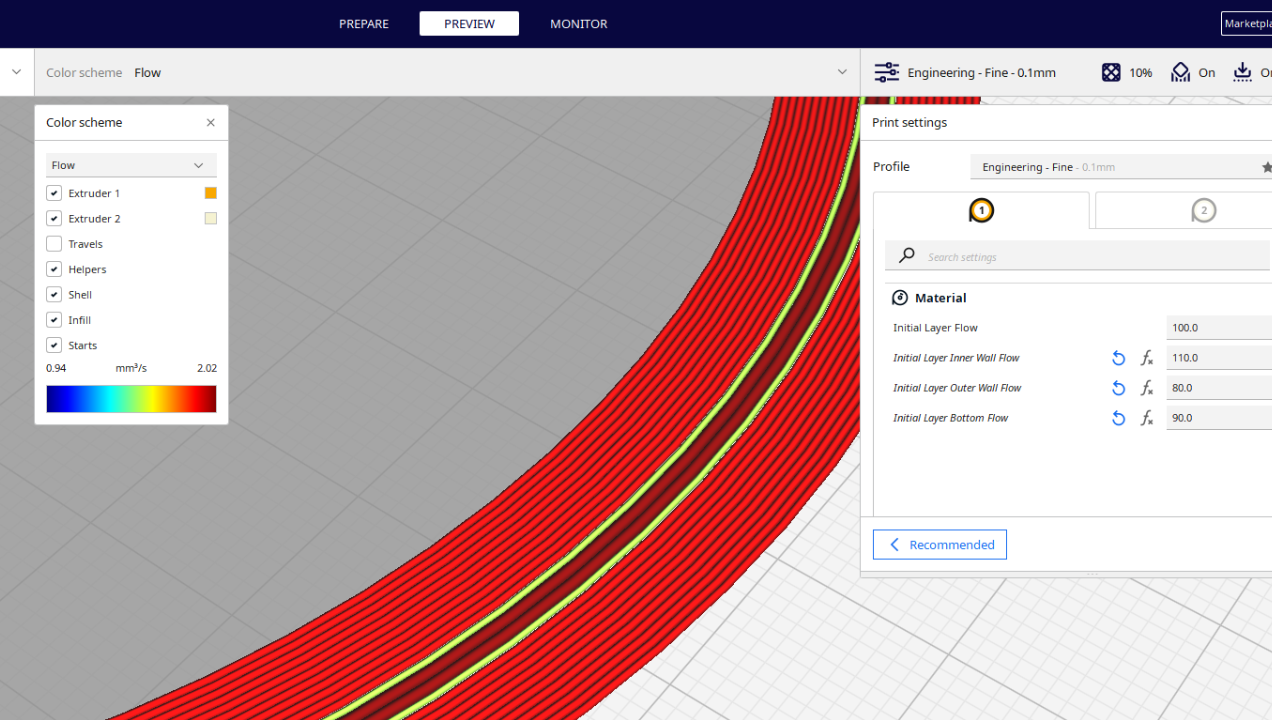 PREPARE PREVIEW MONITOR
Color scheme Flow
Engineering - Fine - 0.1mm 10% On
Color scheme
Flow
Extruder 1
Extruder 2
Travels
Helpers
Shell
Infill
Starts
0.94 mm³/s 2.02
Print settings
Profile Engineering - Fine - 0.1mm
1 2
Search settings
Material
Initial Layer Flow 100.0
Initial Layer Inner Wall Flow 110.0
Initial Layer Outer Wall Flow 80.0
Initial Layer Bottom Flow 90.0
Recommended